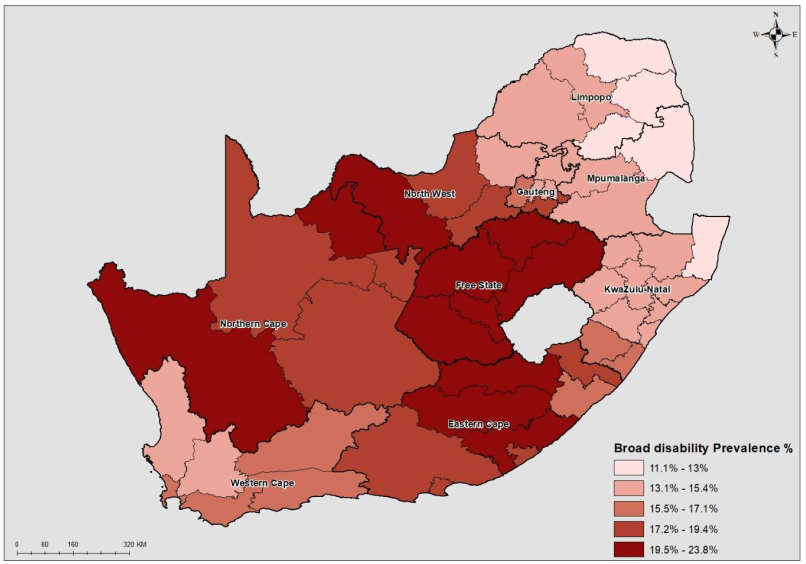 N
W E
S
Limpopo
North West
Gauteng
Mpumalanga
Free State
KwaZulu-Natal
Northern Cape
Eastern Cape
Western Cape
Broad disability Prevalence %
11.1% - 13%
13.1% - 15.4%
15.5% - 17.1%
17.2% - 19.4%
19.5% - 23.8%
0 80 160 320 KM